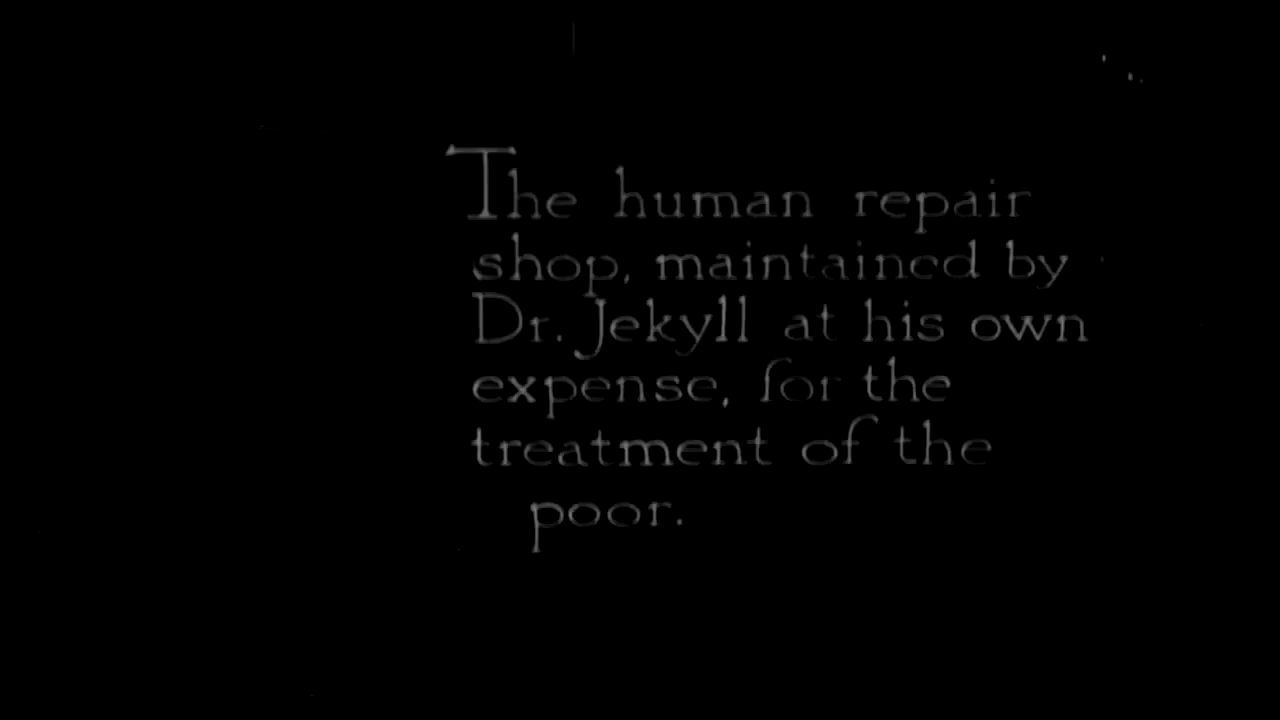 The human repair
shop, maintained by
Dr. Jekyll at his own
expense, for the
treatment of the
poor.